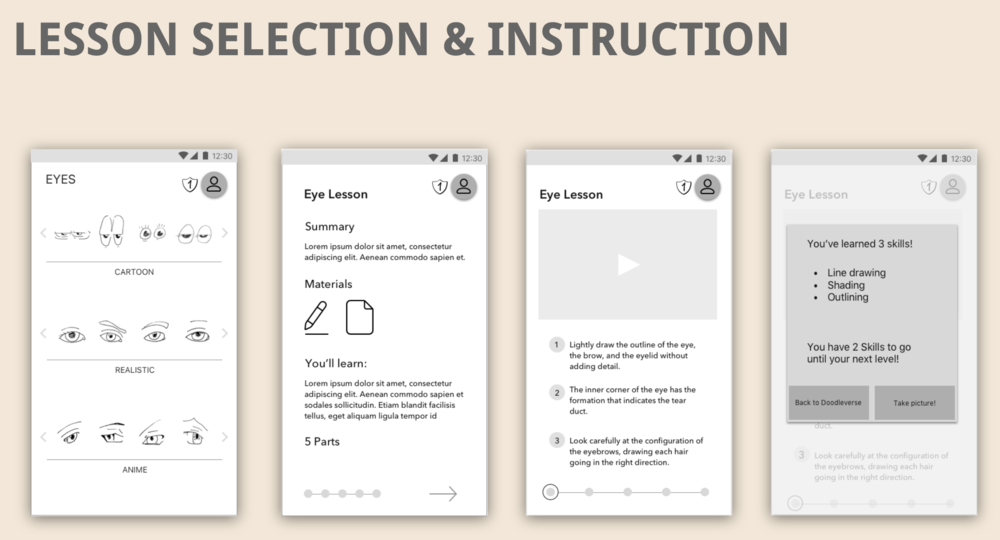 LESSON SELECTION & INSTRUCTION
12:30
EYES
1
CARTOON
REALISTIC
ANIME
12:30
1
Eye Lesson
Summary
Lorem ipsum dolor sit amet, consectetur
adipiscing elit. Aenean commodo sapien et.
Materials
You'll learn:
Lorem ipsum dolor sit amet, consectetur
adipiscing elit. Aenean commodo sapien et
sodales sollicitudin. Etiam blandit facilisis
tellus, eget aliquam ligula tempor id
5 Parts
12:30
1
Eye Lesson
1 Lightly draw the outline of the eye,
the brow, and the eyelid without
adding detail.
2 The inner corner of the eye has the
formation that indicates the tear
duct.
3 Look carefully at the configuration of
the eyebrows, drawing each hair
going in the right direction.
12:30
1
Eye Lesson
You've learned 3 skills!
• Line drawing
• Shading
• Outlining
You have 2 Skills to go
until your next level!
Back to Doodleverse
Take picture!
duct.
3 Look carefully at the configuration of
the eyebrows, drawing each hair
going in the right direction.